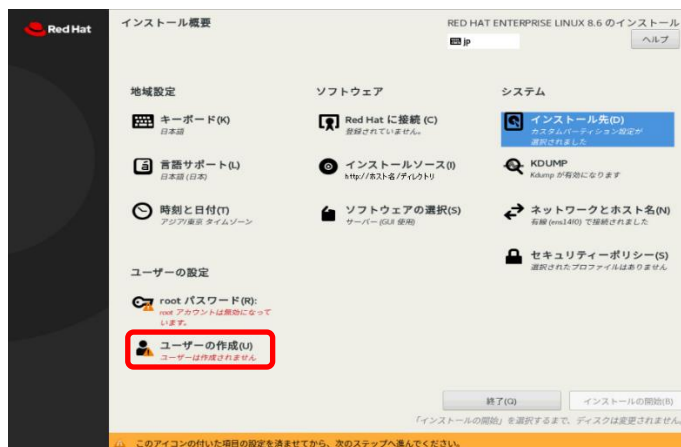 Red Hat
インストール概要
RED HAT ENTERPRISE LINUX 8.6 のインストール
jp
ヘルプ
地域設定
キーボード(K)
日本語
言語サポート(L)
日本語 (日本)
時刻と日付(T)
アジア/東京 タイムゾーン
ソフトウェア
Red Hat に接続 (C)
登録されていません。
インストールソース(I)
http://ホスト名/ディレクトリ
ソフトウェアの選択(S)
サーバー (GUI 使用)
システム
インストール先(D)
カスタムパーティション設定が
選択されました
KDUMP
Kdump が有効になります
ネットワークとホスト名(N)
有線 (ens14f0) で接続されました
セキュリティーポリシー(S)
選択されたプロファイルはありません
ユーザーの設定
root パスワード(R):
root アカウントは無効になって
います。
ユーザーの作成(U)
ユーザーは作成されません
終了(Q)
インストールの開始(B)
「インストールの開始」を選択するまで、ディスクは変更されません。
このアイコンの付いた項目の設定を済ませてから、次のステップへ進んでください。